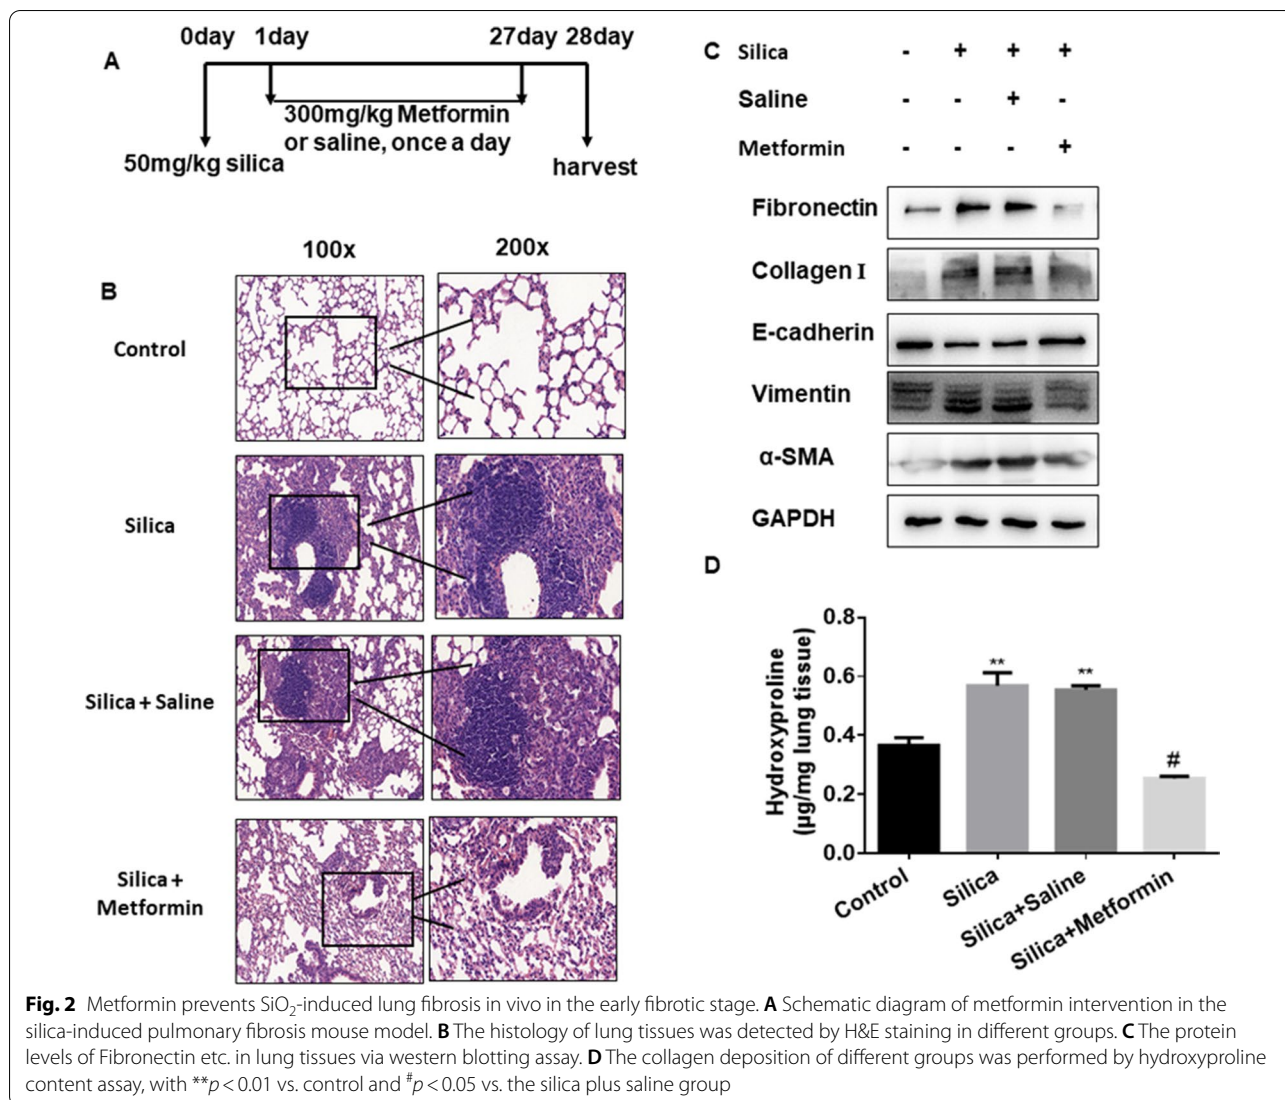 A
0day 1day 27day 28day
300mg/kg Metformin
or saline, once a day
50mg/kg silica
harvest
B
100x 200x
Control
Silica
Silica + Saline
Silica +
Metformin
C
Silica - + + +
Saline - - + -
Metformin - - - +
Fibronectin
Collagen I
E-cadherin
Vimentin
α-SMA
GAPDH
D
Hydroxyproline
(μg/mg lung tissue)
0.8
0.6
0.4
0.2
0.0
**
**
#
Control
Silica
Silica+Saline
Silica+Metformin
Fig. 2 Metformin prevents SiO₂-induced lung fibrosis in vivo in the early fibrotic stage. A Schematic diagram of metformin intervention in the
silica-induced pulmonary fibrosis mouse model. B The histology of lung tissues was detected by H&E staining in different groups. C The protein
levels of Fibronectin etc. in lung tissues via western blotting assay. D The collagen deposition of different groups was performed by hydroxyproline
content assay, with **p < 0.01 vs. control and #p < 0.05 vs. the silica plus saline group